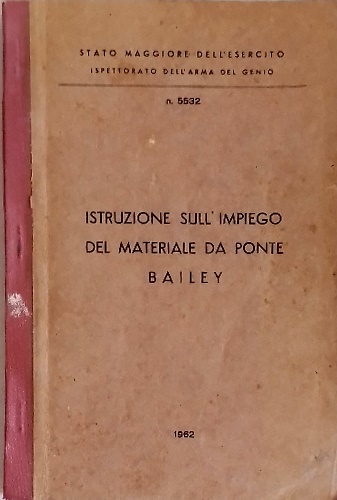 STATO MAGGIORE DELL'ESERCITO
ISPETTORATO DELL'ARMA DEL GENIO
n. 5532
ISTRUZIONE SULL'IMPIEGO
DEL MATERIALE DA PONTE
BAILEY
1962